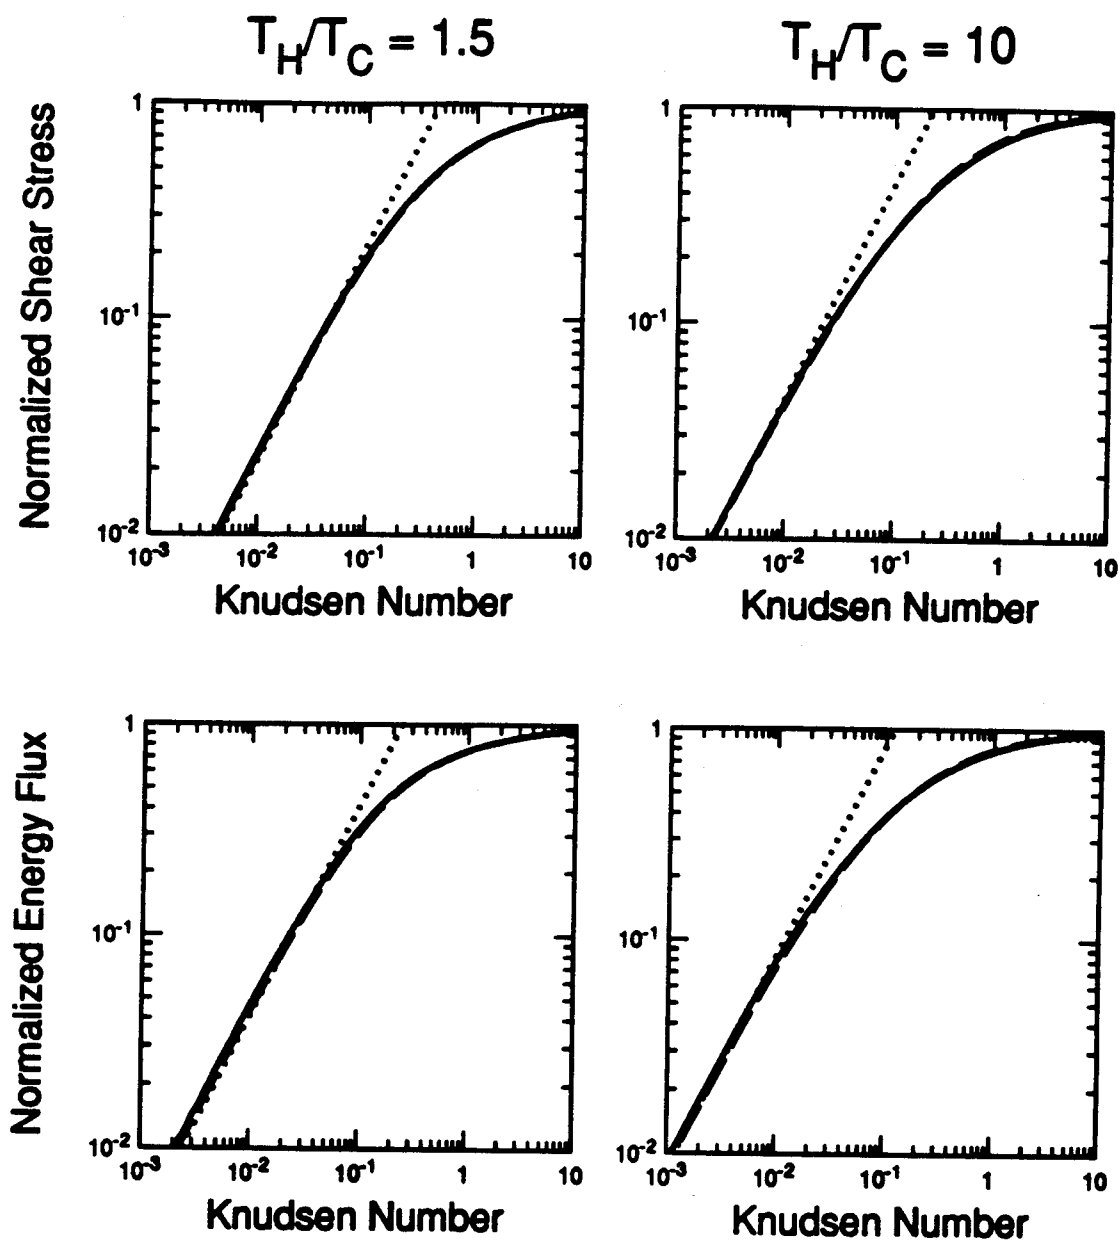 T_H/T_C = 1.5
T_H/T_C = 10
Normalized Shear Stress
1
10^-1
10^-2
10^-3 10^-2 10^-1 1 10
Knudsen Number
1
10^-1
10^-2
10^-3 10^-2 10^-1 1 10
Knudsen Number
Normalized Energy Flux
1
10^-1
10^-2
10^-3 10^-2 10^-1 1 10
Knudsen Number
1
10^-1
10^-2
10^-3 10^-2 10^-1 1 10
Knudsen Number